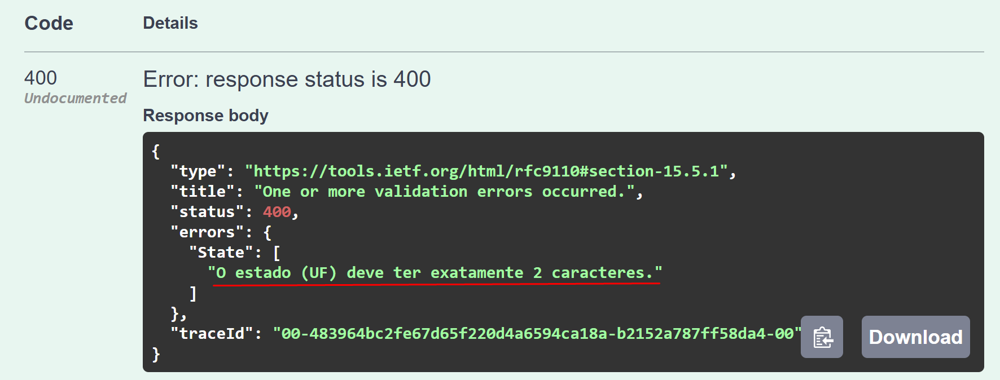 Code Details
400 Error: response status is 400
Undocumented
Response body
{
"type": "https://tools.ietf.org/html/rfc9110#section-15.5.1",
"title": "One or more validation errors occurred.",
"status": 400,
"errors": {
"State": [
"O estado (UF) deve ter exatamente 2 caracteres."
]
},
"traceId": "00-483964bc2fe67d65f220d4a6594ca18a-b2152a787ff58da4-00"
}
Download